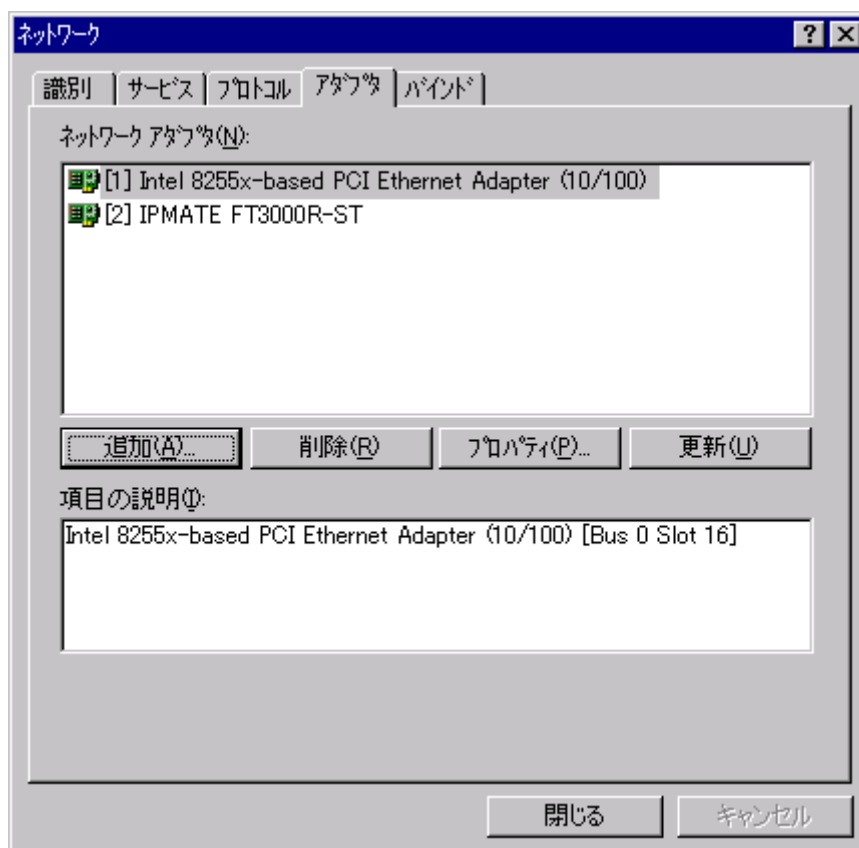 ネットワーク
識別 サービス プロトコル アダプタ バインド
ネットワーク アダプタ(N):
[1] Intel 8255x-based PCI Ethernet Adapter (10/100)
[2] IPMATE FT3000R-ST
追加(A)... 削除(R) プロパティ(P)... 更新(U)
項目の説明(I):
Intel 8255x-based PCI Ethernet Adapter (10/100) [Bus 0 Slot 16]
閉じる キャンセル